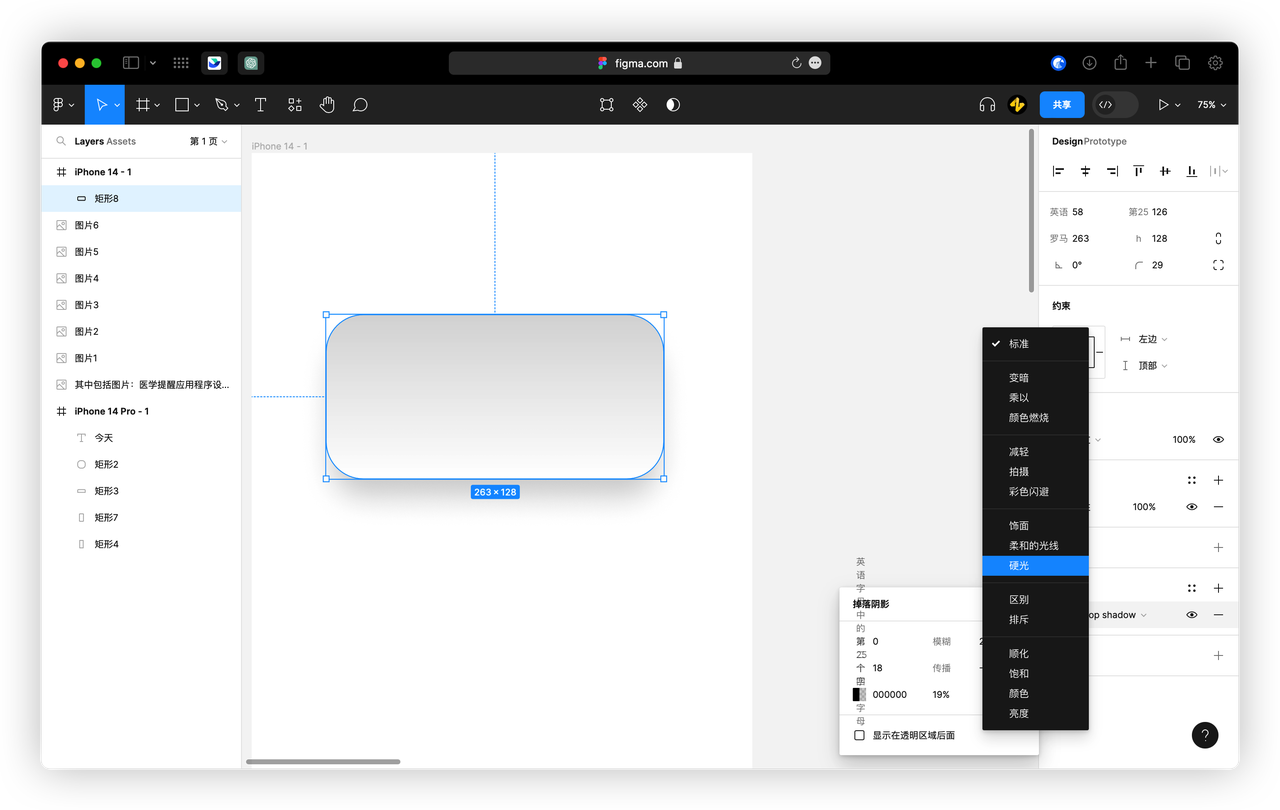 figma.com
共享
75%
Layers Assets
第 1 页
iPhone 14 - 1
矩形8
图片6
图片5
图片4
图片3
图片2
图片1
其中包括图片：医学提醒应用程序设...
iPhone 14 Pro - 1
今天
矩形2
矩形3
矩形7
矩形4
iPhone 14 - 1
263 × 128
Design Prototype
英语 58 第25 126
罗马 263 h 128
0° 29
约束
左边
顶部
100%
100%
op shadow
标准
变暗
乘以
颜色燃烧
减轻
拍摄
彩色闪避
饰面
柔和的光线
硬光
区别
排斥
顺化
饱和
颜色
亮度
掉落阴影
英
语
字
中
的
第
25
个
字
母
0 模糊
18 传播
000000 19%
显示在透明区域后面
?